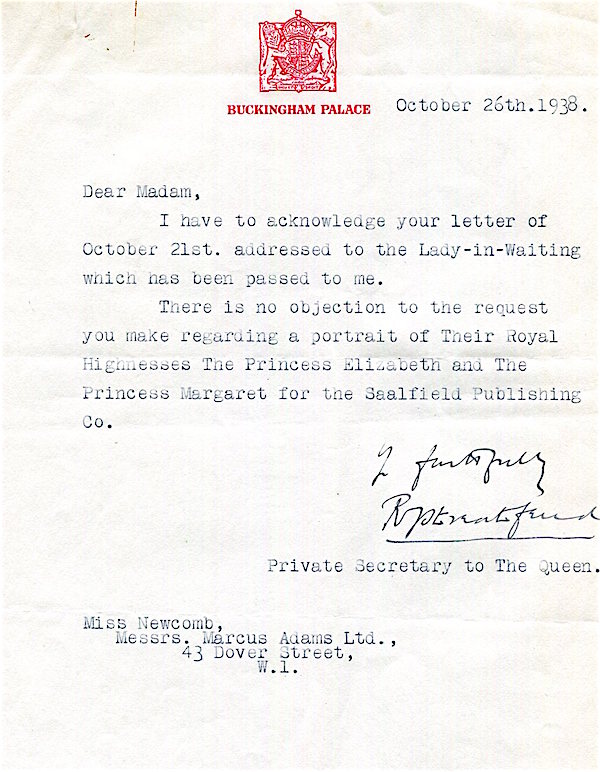 BUCKINGHAM PALACE
October 26th.1938.
Dear Madam,
I have to acknowledge your letter of
October 21st. addressed to the Lady-in-Waiting
which has been passed to me.
There is no objection to the request
you make regarding a portrait of Their Royal
Highnesses The Princess Elizabeth and The
Princess Margaret for the Saalfield Publishing
Co.
faithfully
Private Secretary to The Queen.
Miss Newcomb,
Messrs. Marcus Adams Ltd.,
43 Dover Street,
W.1.